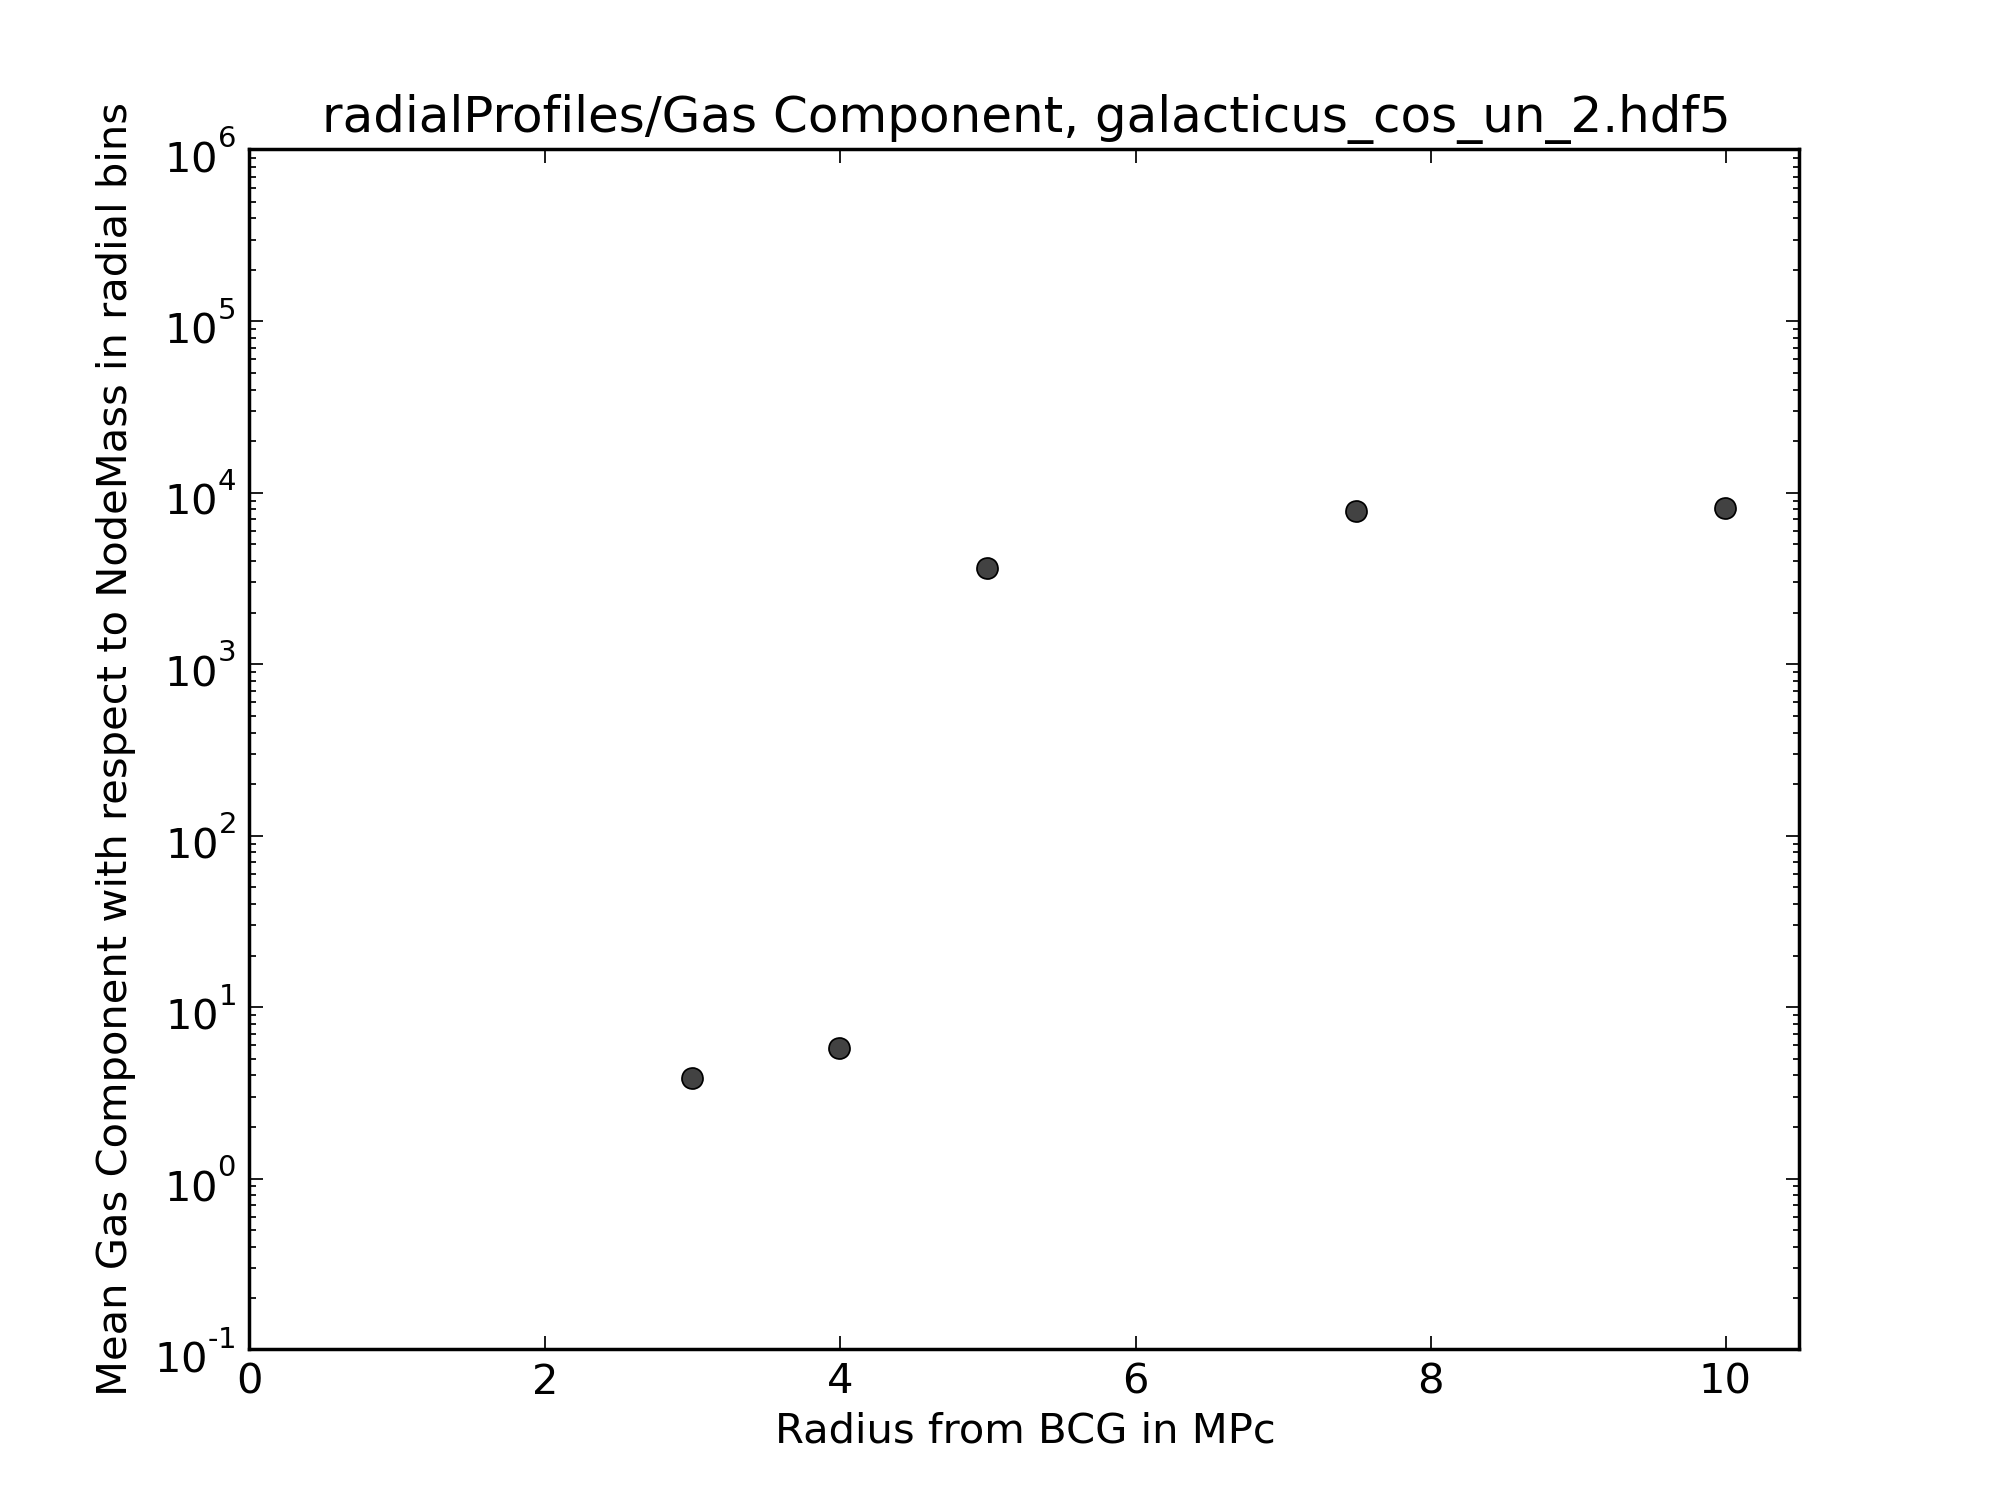 radialProfiles/Gas Component, galacticus_cos_un_2.hdf5
Mean Gas Component with respect to NodeMass in radial bins
10^6
10^5
10^4
10^3
10^2
10^1
10^0
10^-1
0 2 4 6 8 10
Radius from BCG in MPc